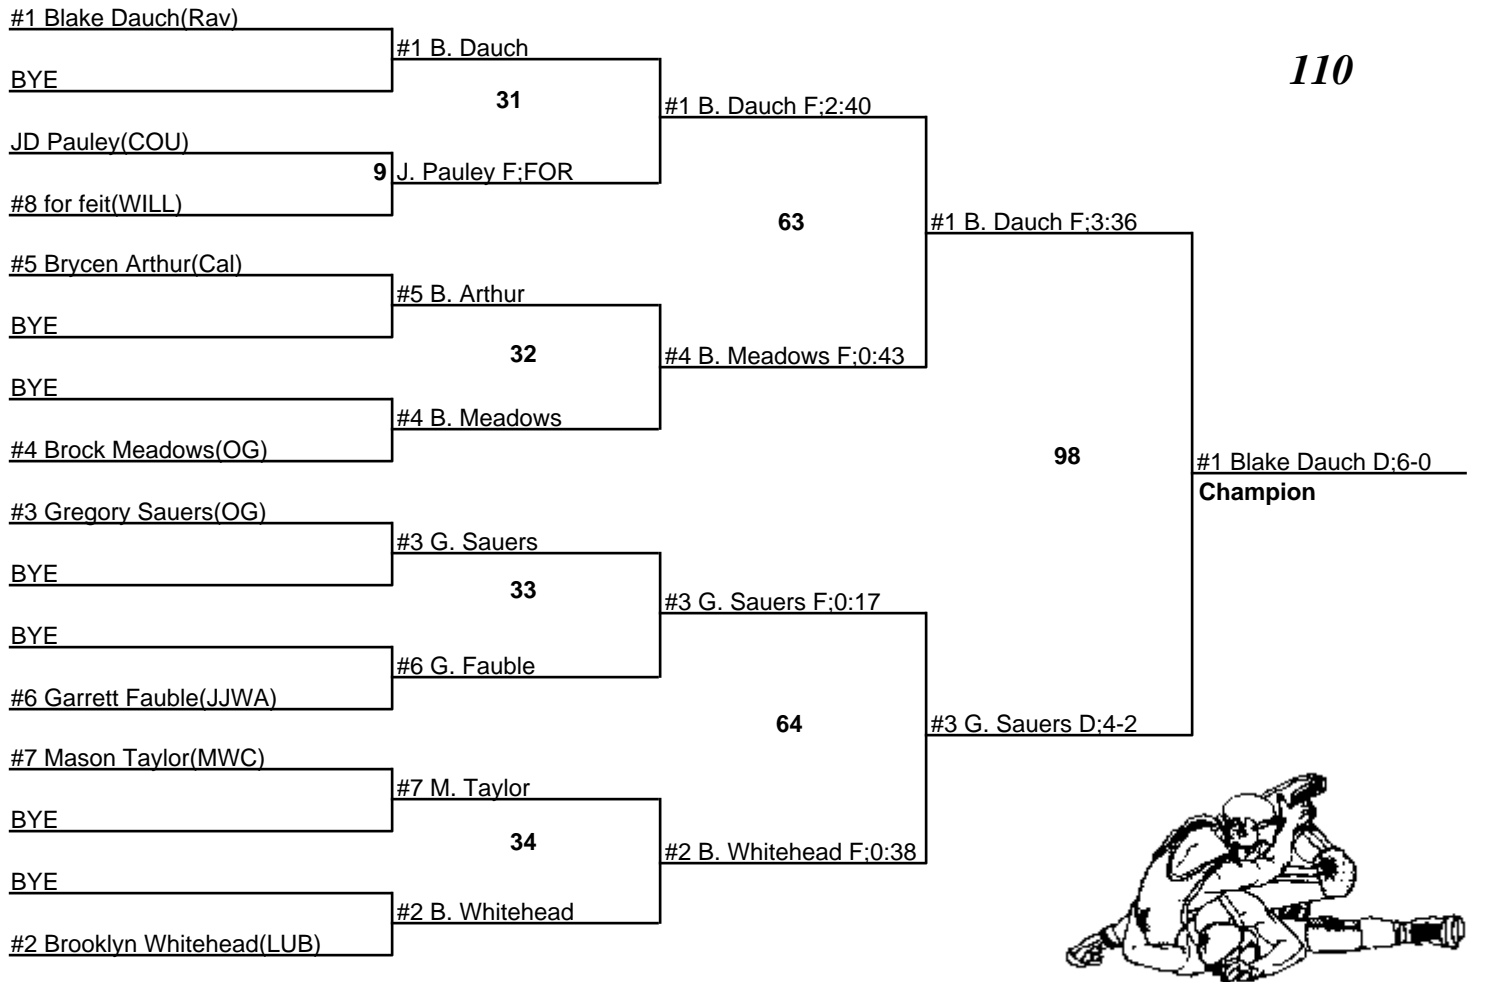 #1 Blake Dauch(Rav)
#1 B. Dauch
110
BYE
31
#1 B. Dauch F;2:40
JD Pauley(COU)
9
J. Pauley F;FOR
#8 for feit(WILL)
63
#1 B. Dauch F;3:36
#5 Brycen Arthur(Cal)
#5 B. Arthur
BYE
32
#4 B. Meadows F;0:43
BYE
#4 B. Meadows
#4 Brock Meadows(OG)
98
#1 Blake Dauch D;6-0
Champion
#3 Gregory Sauers(OG)
#3 G. Sauers
BYE
33
#3 G. Sauers F;0:17
BYE
#6 G. Fauble
#6 Garrett Fauble(JJWA)
64
#3 G. Sauers D;4-2
#7 Mason Taylor(MWC)
#7 M. Taylor
BYE
34
#2 B. Whitehead F;0:38
BYE
#2 B. Whitehead
#2 Brooklyn Whitehead(LUB)